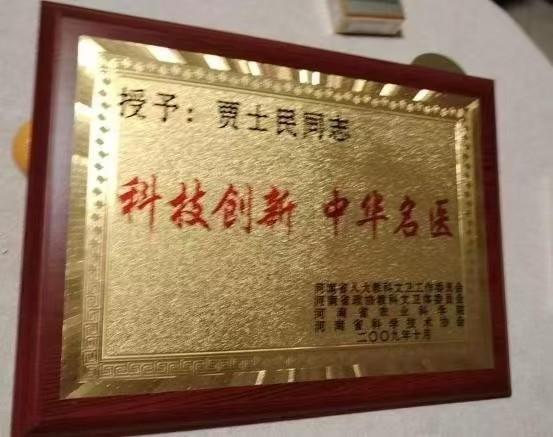 授予：贾士民同志
科技创新 中华名医
河南省人大教科文卫工作委员会
河南省政协教科文卫体委员会
河南省农业科学院
河南省科学技术协会
二〇〇九年十月